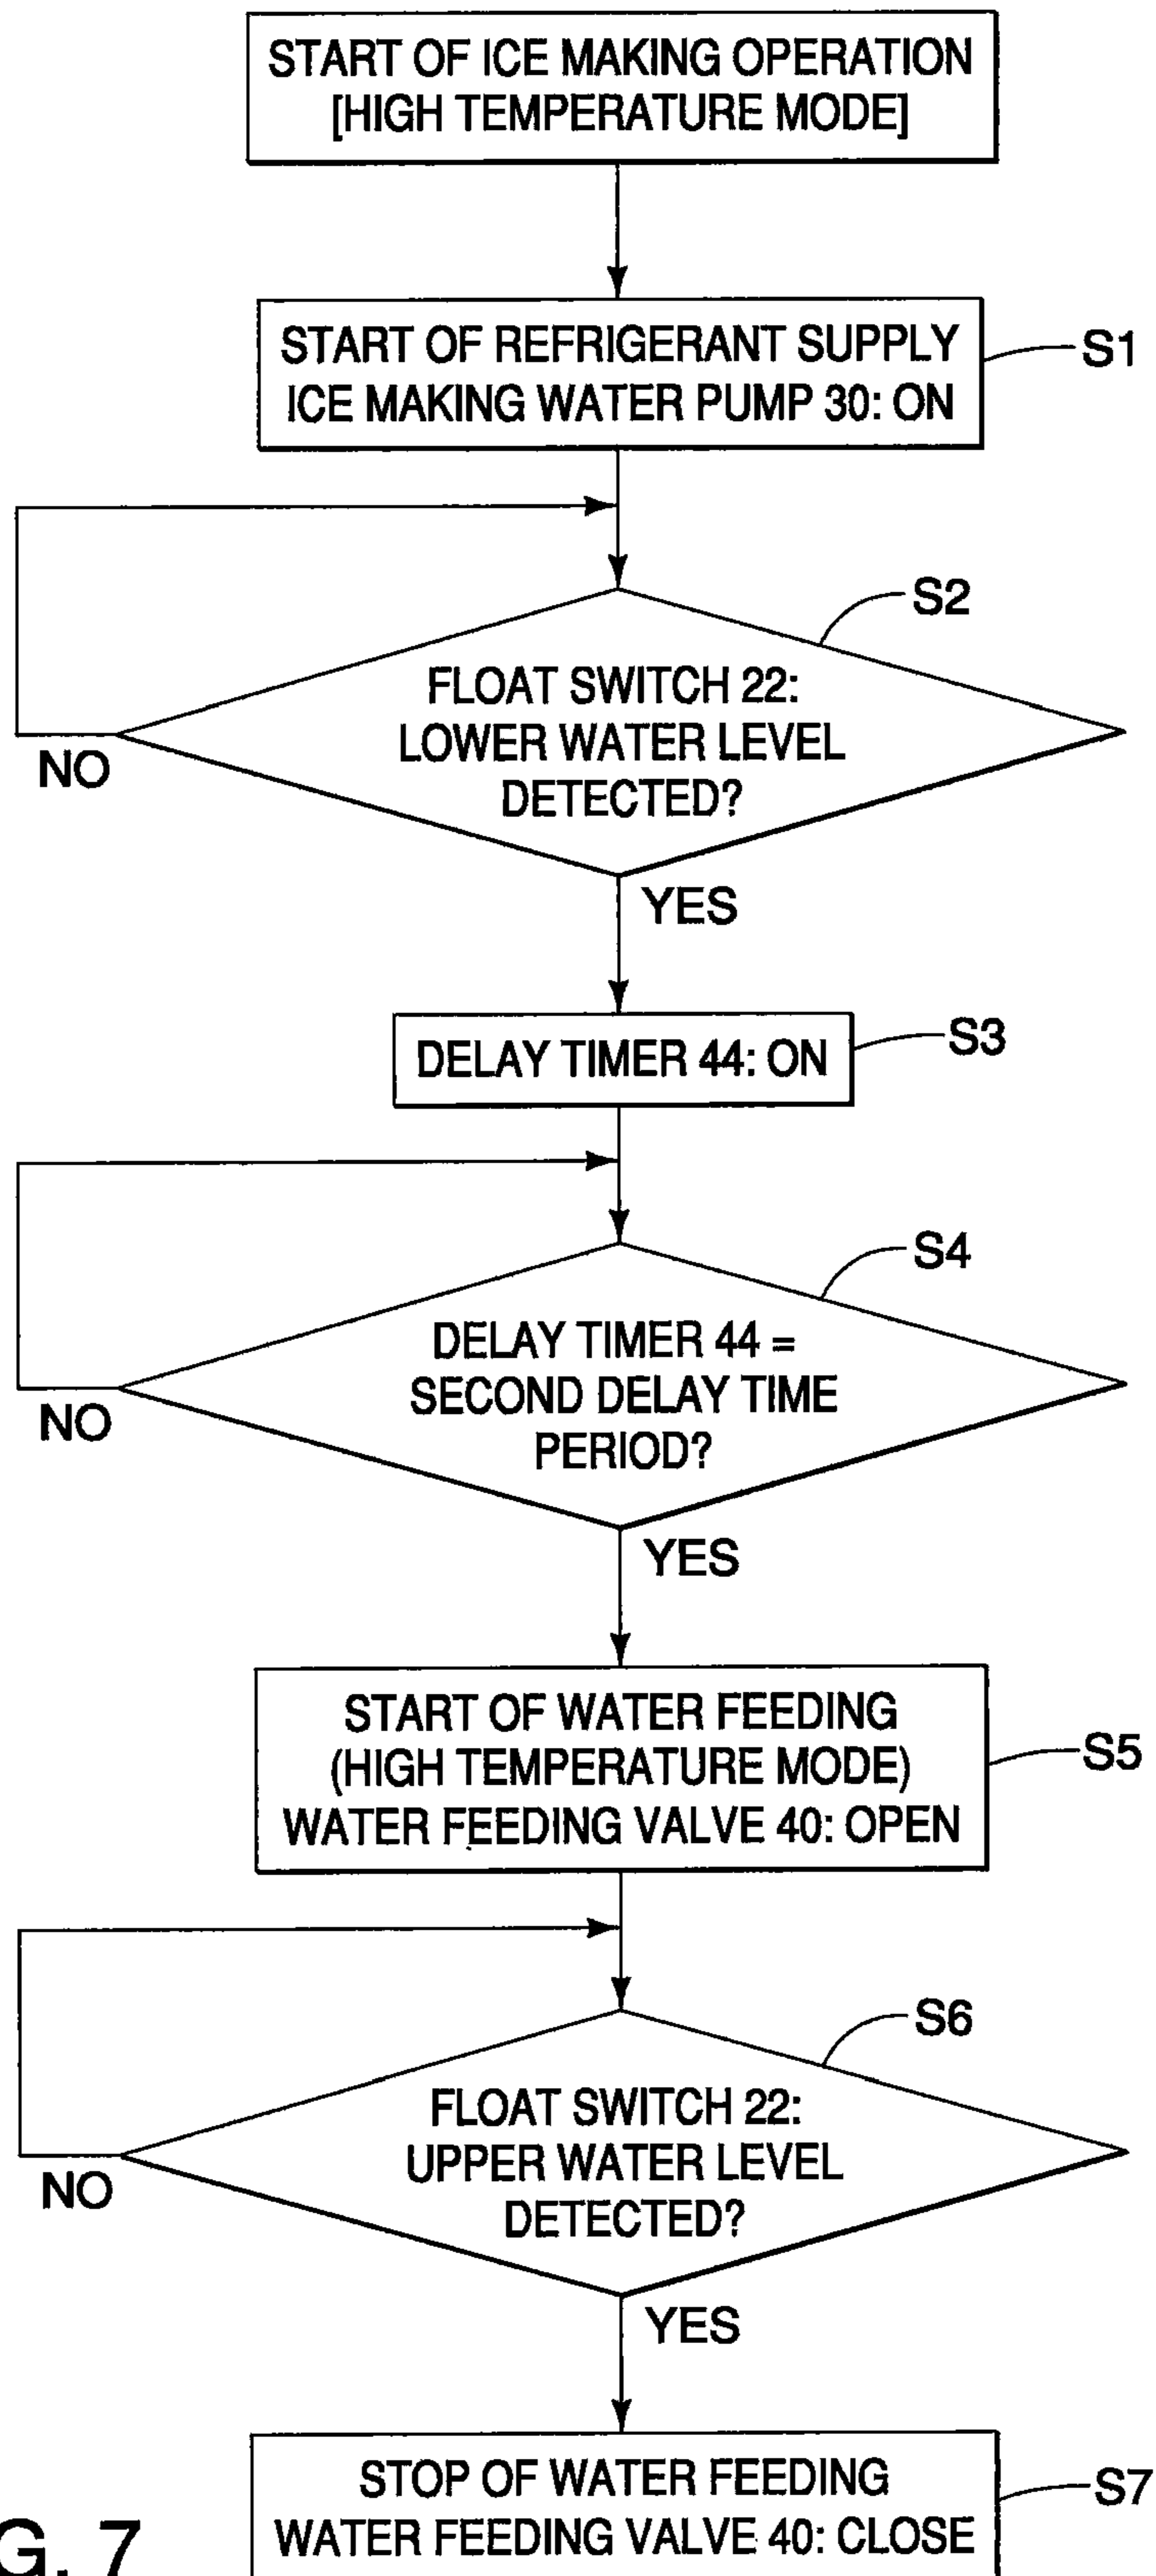 START OF ICE MAKING OPERATION
[HIGH TEMPERATURE MODE]
START OF REFRIGERANT SUPPLY
ICE MAKING WATER PUMP 30: ON
S1
S2
FLOAT SWITCH 22:
LOWER WATER LEVEL
DETECTED?
NO
YES
DELAY TIMER 44: ON
S3
S4
DELAY TIMER 44 =
SECOND DELAY TIME
PERIOD?
NO
YES
START OF WATER FEEDING
(HIGH TEMPERATURE MODE)
WATER FEEDING VALVE 40: OPEN
S5
S6
FLOAT SWITCH 22:
UPPER WATER LEVEL
DETECTED?
NO
YES
STOP OF WATER FEEDING
WATER FEEDING VALVE 40: CLOSE
S7
G. 7